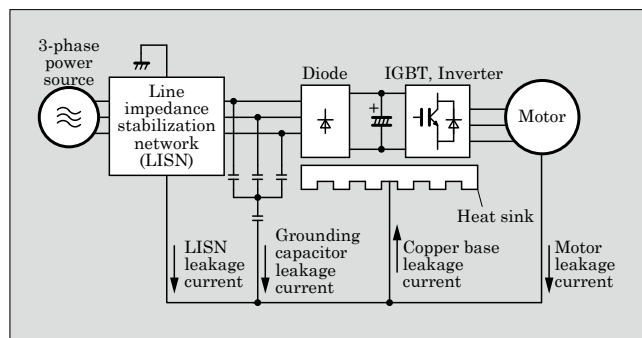 3-phase
power
source
Line
impedance
stabilization
network
(LISN)
Diode
+
IGBT, Inverter
Motor
Heat sink
LISN
leakage
current
Grounding
capacitor
leakage
current
Copper base
leakage
current
Motor
leakage
current